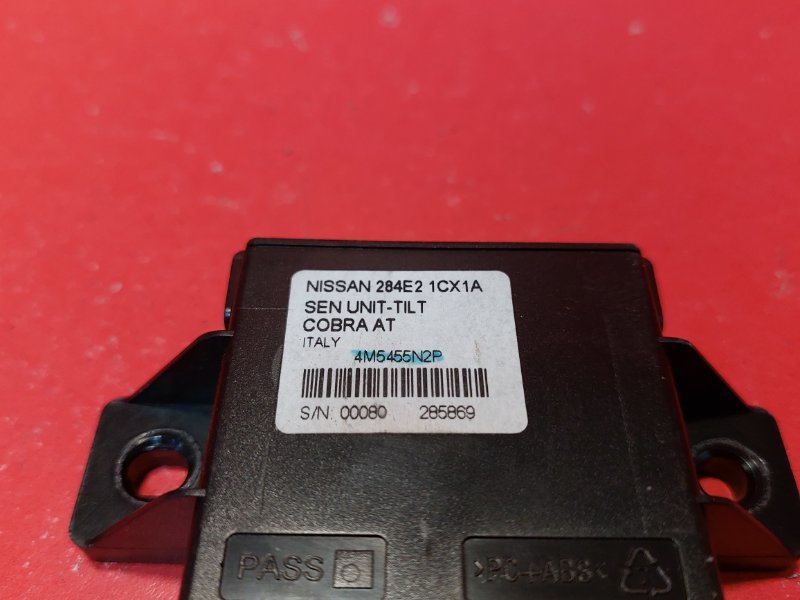 NISSAN 284E2 1CX1A
SEN UNIT-TILT
COBRA AT
ITALY
4M5455N2P
S/N: 00080 285869
PASS
>PC+ABS<